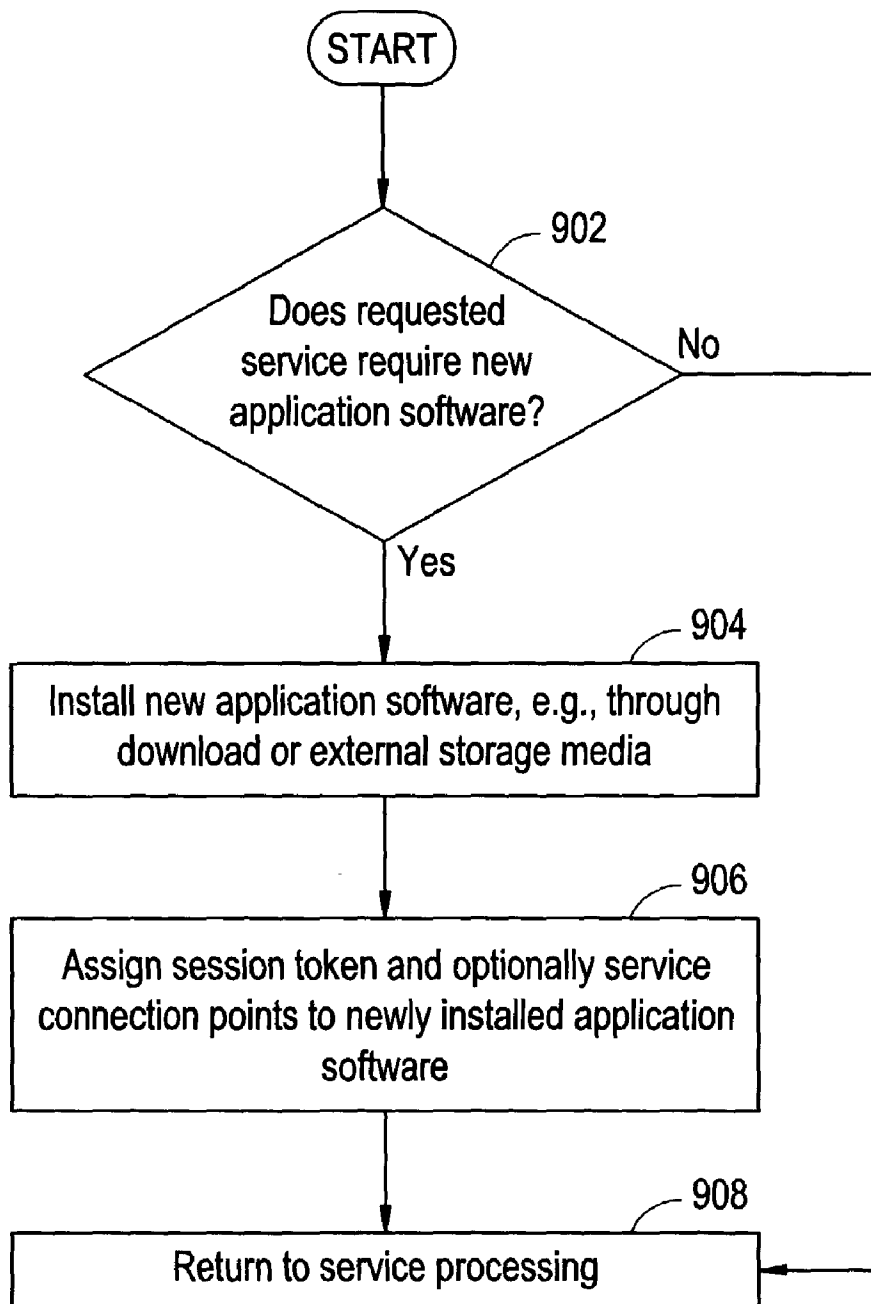 START
902
Does requested
service require new
application software?
No
Yes
904
Install new application software, e.g., through
download or external storage media
906
Assign session token and optionally service
connection points to newly installed application
software
908
Return to service processing